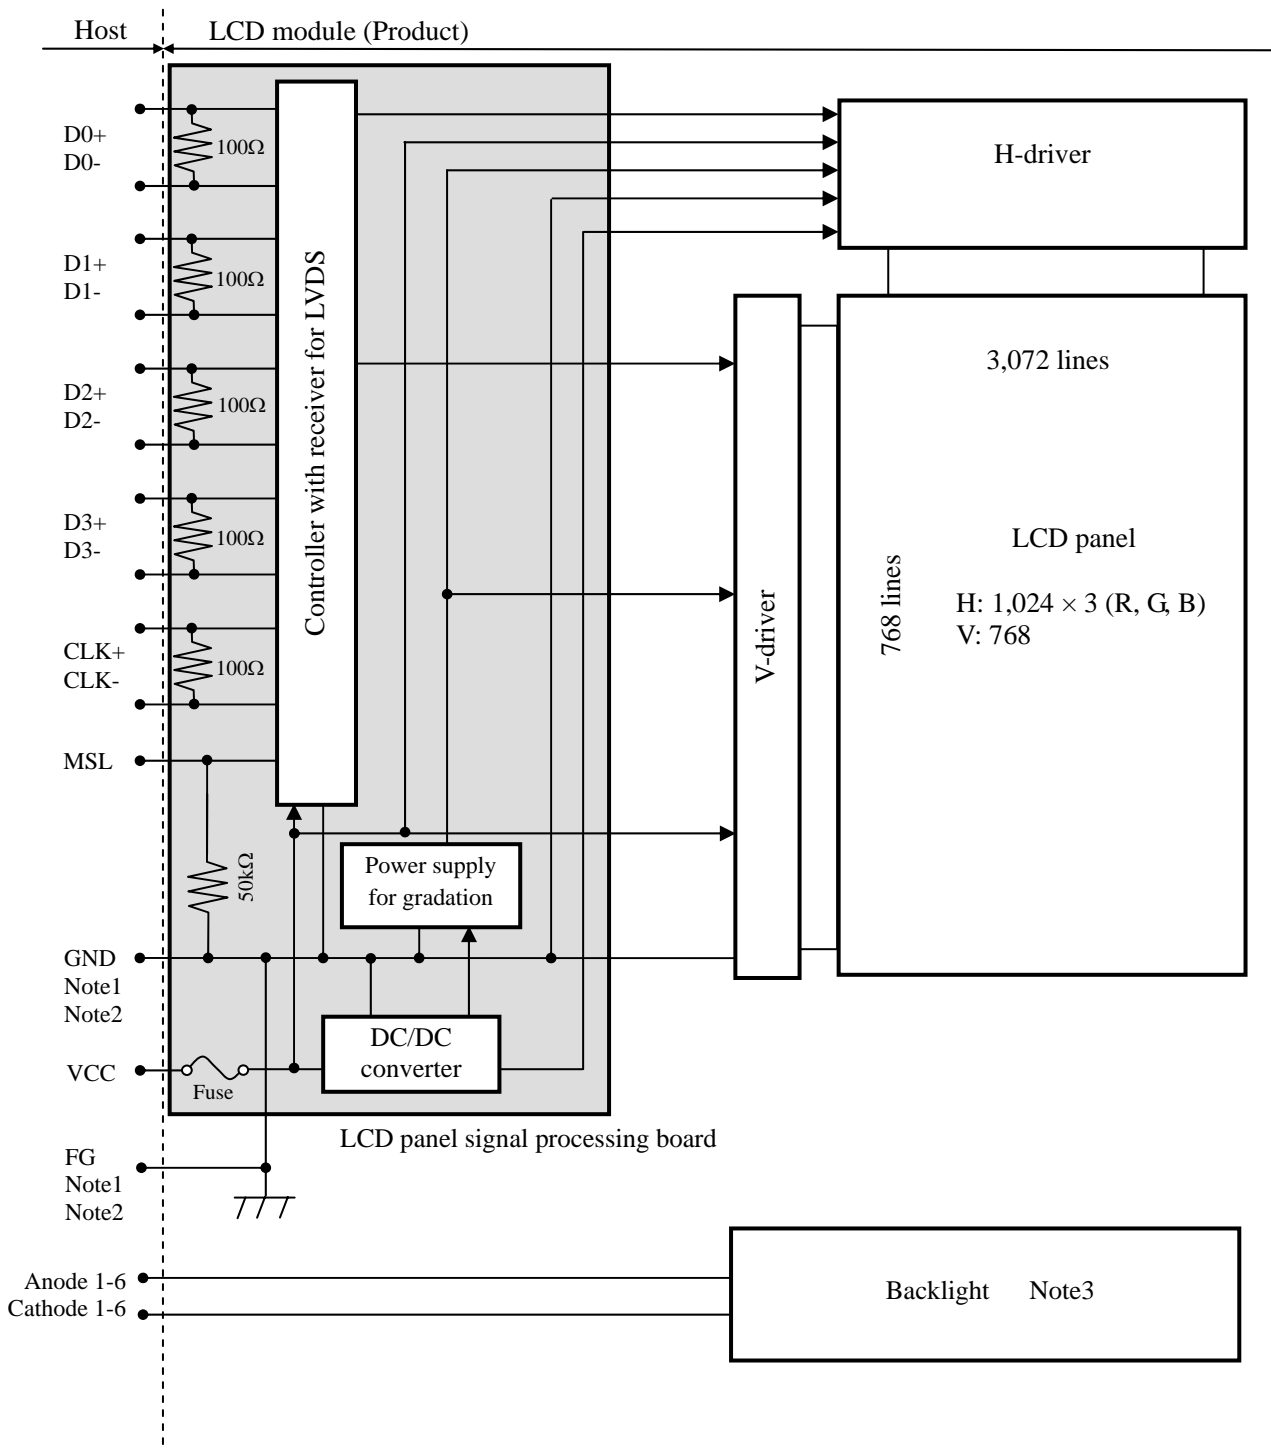 Host
LCD module (Product)
D0+
D0-
100Ω
H-driver
D1+
D1-
100Ω
Controller with receiver for LVDS
D2+
D2-
100Ω
3,072 lines
D3+
D3-
100Ω
768 lines
LCD panel
H: 1,024 × 3 (R, G, B)
V: 768
V-driver
CLK+
CLK-
100Ω
MSL
50kΩ
Power supply
for gradation
GND
Note1
Note2
DC/DC
converter
VCC
Fuse
LCD panel signal processing board
FG
Note1
Note2
Anode 1-6
Cathode 1-6
Backlight Note3